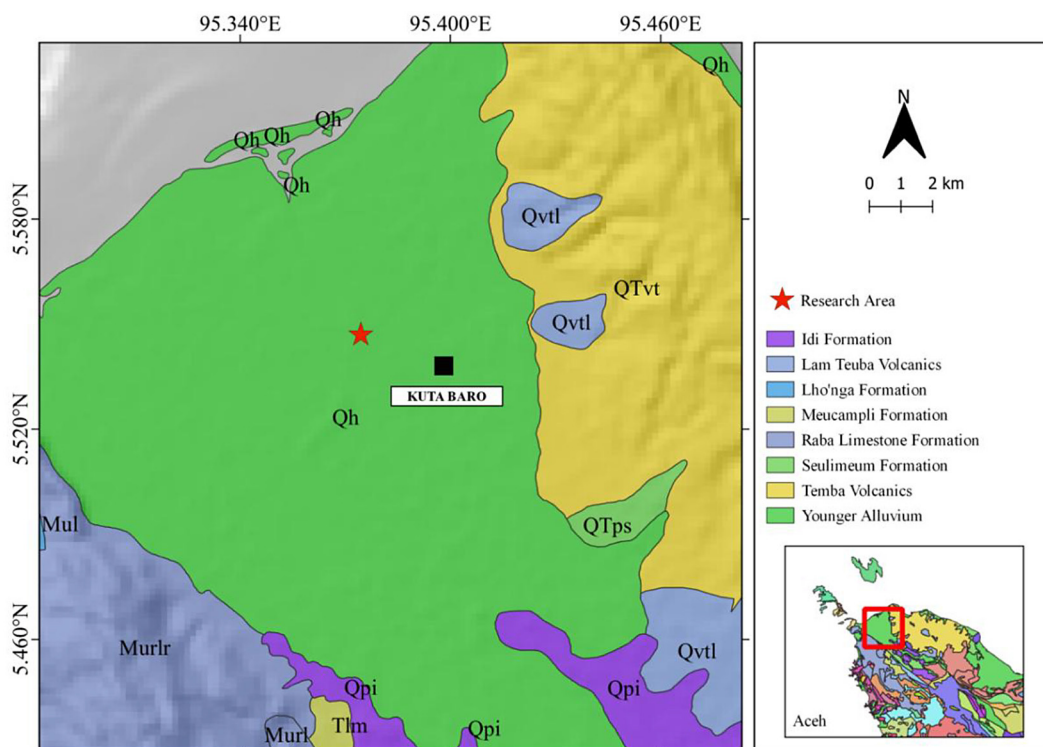 95.340°E 95.400°E 95.460°E
Qh
N
Qh
Qh Qh
Qh
0 1 2 km
5.580°N
Qvtl
QTvt
Research Area
Qvtl
Idi Formation
Lam Teuba Volcanics
KUTA BARO
Lho'nga Formation
Qh
Meucampli Formation
5.520°N
Raba Limestone Formation
Seulimeum Formation
Temba Volcanics
Younger Alluvium
Mul
QTps
5.460°N
Murlr
Qvtl
Qpi
Qpi
Tlm
Murl
Qpi
Aceh